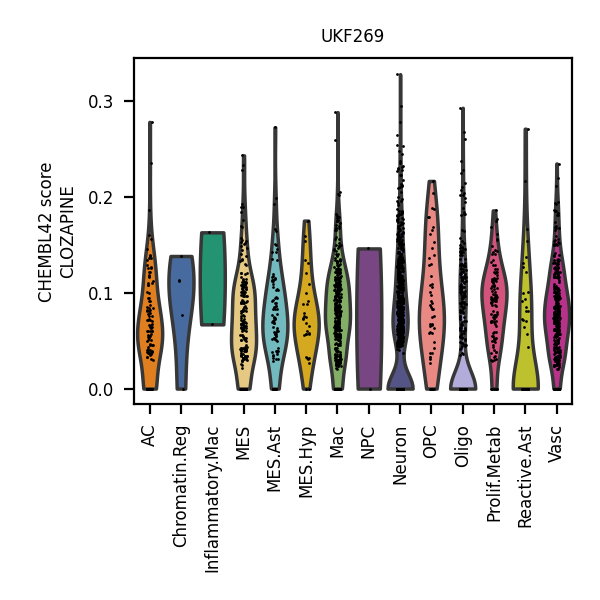 UKF269
CHEMBL42 score
CLOZAPINE
0.3
0.2
0.1
0.0
AC
Chromatin.Reg
Inflammatory.Mac
MES
MES.Ast
MES.Hyp
Mac
NPC
Neuron
OPC
Oligo
Prolif.Metab
Reactive.Ast
Vasc